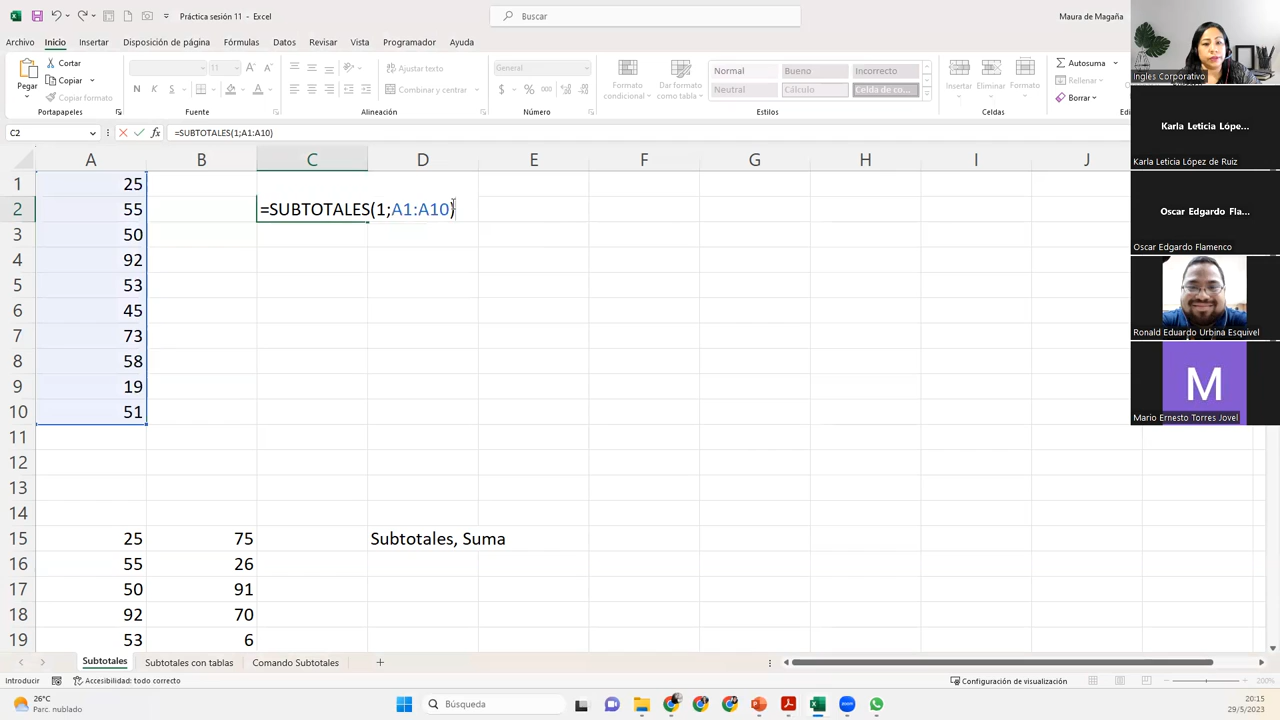 Práctica sesión 11 - Excel
Buscar
Maura de Magaña
Archivo Inicio Insertar Disposición de página Fórmulas Datos Revisar Vista Programador Ayuda
Pegar
Cortar
Copiar
Copiar formato
Portapapeles
11
N K S
Fuente
Ajustar texto
Combinar y centrar
Alineación
General
% 000
Número
Formato condicional
Dar formato como tabla
Normal Bueno Incorrecto
Neutral Cálculo Celda de co...
Estilos
Insertar Eliminar Formato
Celdas
Autosuma
Rellenar
Borrar
C2
=SUBTOTALES(1;A1:A10)
A B C D E F G H I J
1 25
2 55 =SUBTOTALES(1;A1:A10)
3 50
4 92
5 53
6 45
7 73
8 58
9 19
10 51
11
12
13
14
15 25 75 Subtotales, Suma
16 55 26
17 50 91
18 92 70
19 53 6
Subtotales Subtotales con tablas Comando Subtotales
Introducir
Accesibilidad: todo correcto
Configuración de visualización
200%
26°C
Parc. nublado
Búsqueda
20:15
29/5/2023
Ingles Corporativo
Karla Leticia Lópe...
Karla Leticia López de Ruiz
Oscar Edgardo Fla...
Oscar Edgardo Flamenco
Ronald Eduardo Urbina Esquivel
M
Mario Ernesto Torres Jovel